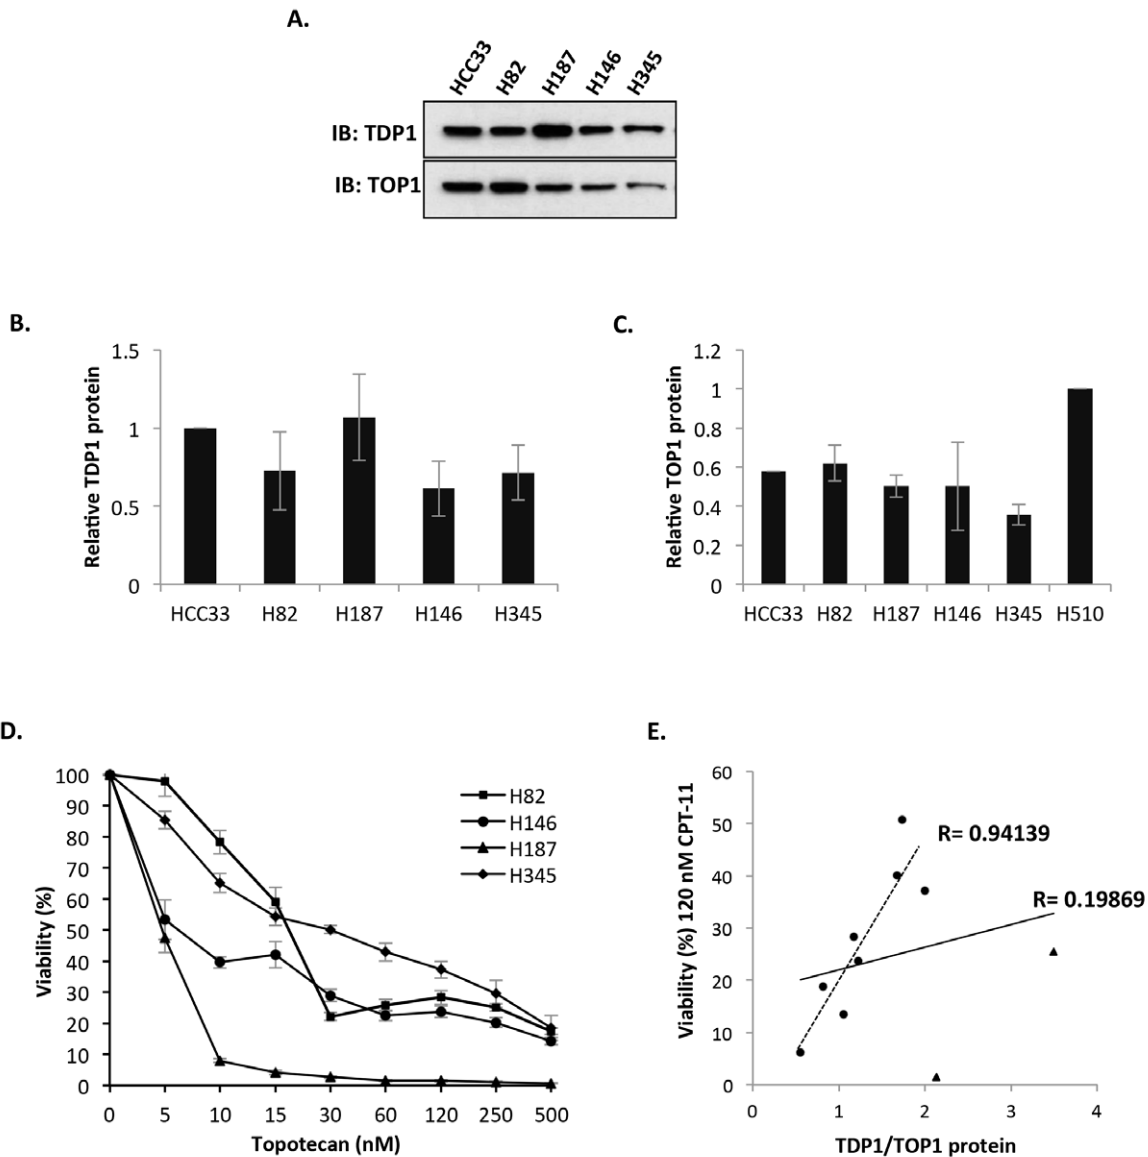 A.
HCC33 H82 H187 H146 H345
IB: TDP1
IB: TOP1
B.
Relative TDP1 protein
1.5
1
0.5
0
HCC33 H82 H187 H146 H345
C.
Relative TOP1 protein
1.2
1
0.8
0.6
0.4
0.2
0
HCC33 H82 H187 H146 H345 H510
D.
Viability (%)
100
90
80
70
60
50
40
30
20
10
0
H82
H146
H187
H345
0 5 10 15 30 60 120 250 500
Topotecan (nM)
E.
Viability (%) 120 nM CPT-11
60
50
40
30
20
10
0
R= 0.94139
R= 0.19869
0 1 2 3 4
TDP1/TOP1 protein